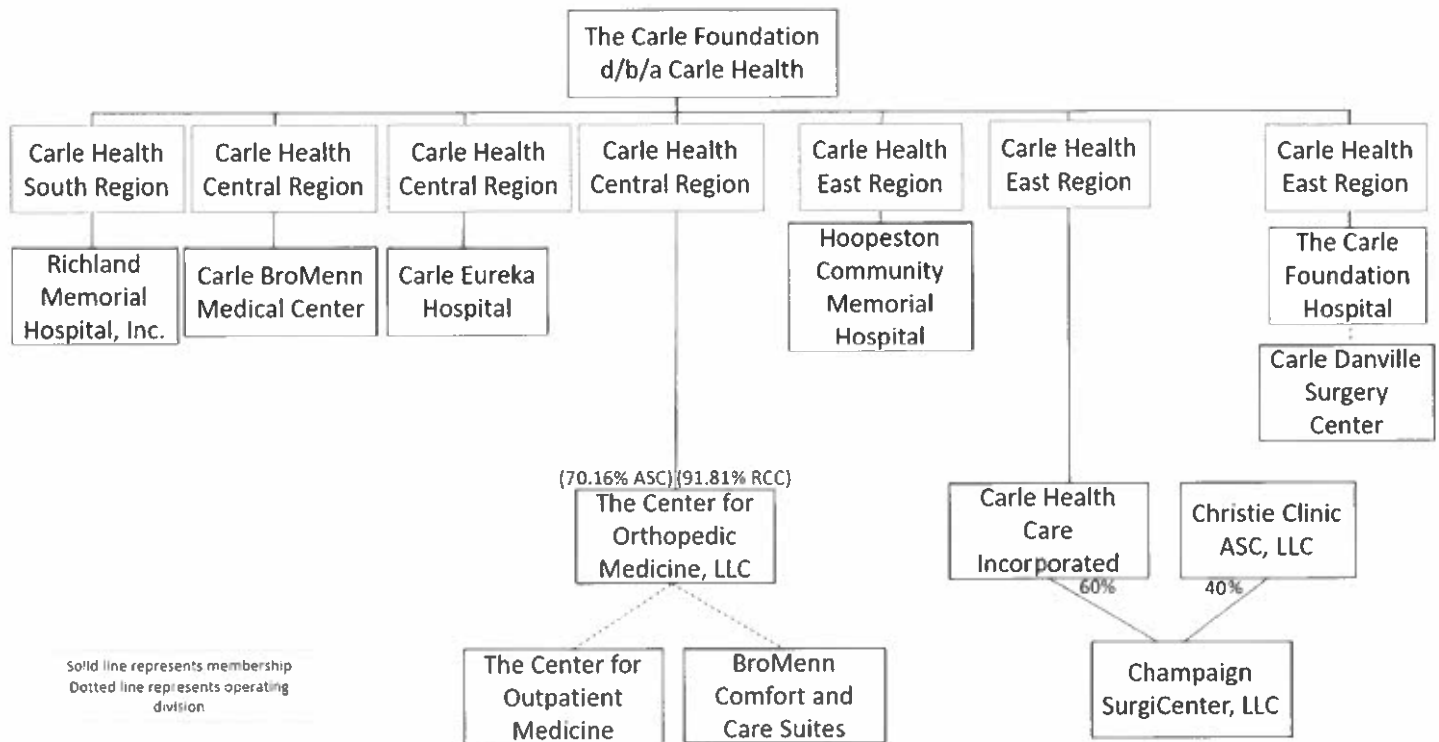 The Carle Foundation
d/b/a Carle Health
Carle Health
South Region
Carle Health
Central Region
Carle Health
Central Region
Carle Health
Central Region
Carle Health
East Region
Carle Health
East Region
Carle Health
East Region
Richland
Memorial
Hospital, Inc.
Carle BroMenn
Medical Center
Carle Eureka
Hospital
Hoopeston
Community
Memorial
Hospital
The Carle
Foundation
Hospital
Carle Danville
Surgery
Center
(70.16% ASC) (91.81% RCC)
The Center for
Orthopedic
Medicine, LLC
Carle Health
Care
Incorporated
Christie Clinic
ASC, LLC
60%
40%
The Center for
Outpatient
Medicine
BroMenn
Comfort and
Care Suites
Champaign
SurgiCenter, LLC
Solid line represents membership
Dotted line represents operating
division